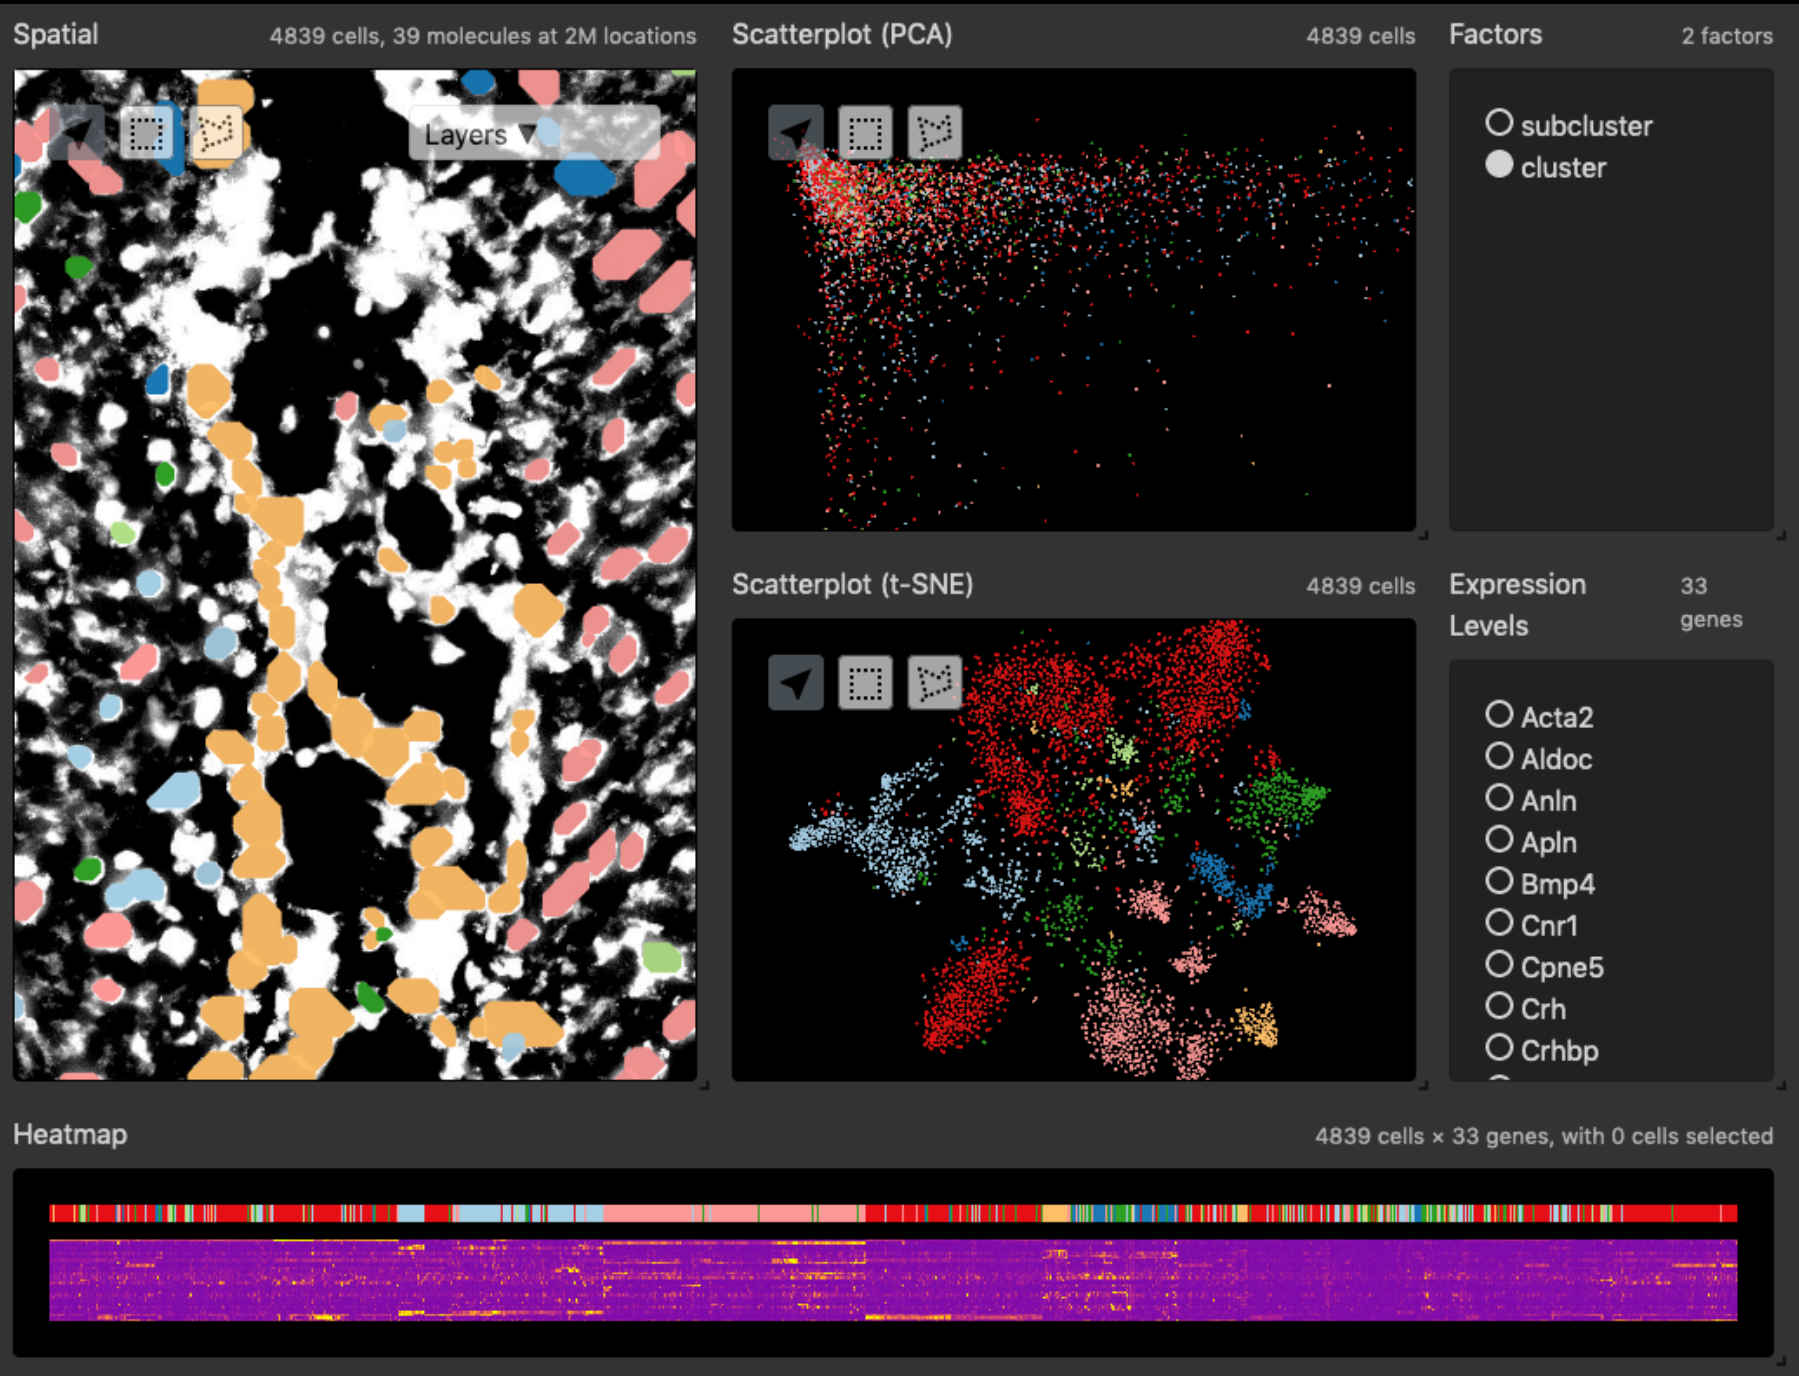 Spatial
4839 cells, 39 molecules at 2M locations
Layers ▼
Scatterplot (PCA)
4839 cells
Factors
2 factors
subcluster
cluster
Scatterplot (t-SNE)
4839 cells
Expression
Levels
33
genes
Acta2
Aldoc
Anln
Apln
Bmp4
Cnr1
Cpne5
Crh
Crhbp
Heatmap
4839 cells × 33 genes, with 0 cells selected